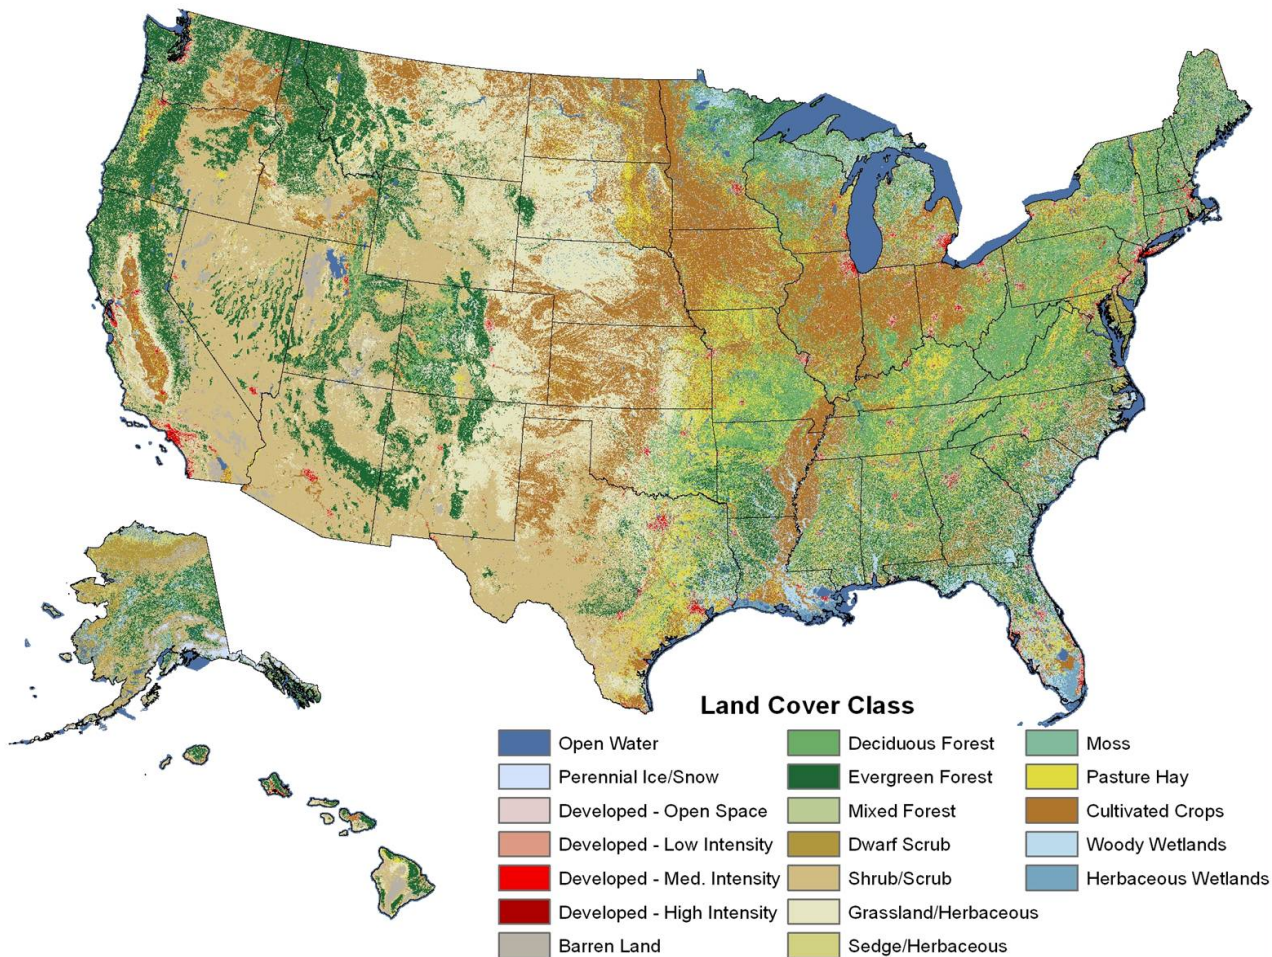 Land Cover Class
Open Water
Perennial Ice/Snow
Developed - Open Space
Developed - Low Intensity
Developed - Med. Intensity
Developed - High Intensity
Barren Land
Deciduous Forest
Evergreen Forest
Mixed Forest
Dwarf Scrub
Shrub/Scrub
Grassland/Herbaceous
Sedge/Herbaceous
Moss
Pasture Hay
Cultivated Crops
Woody Wetlands
Herbaceous Wetlands